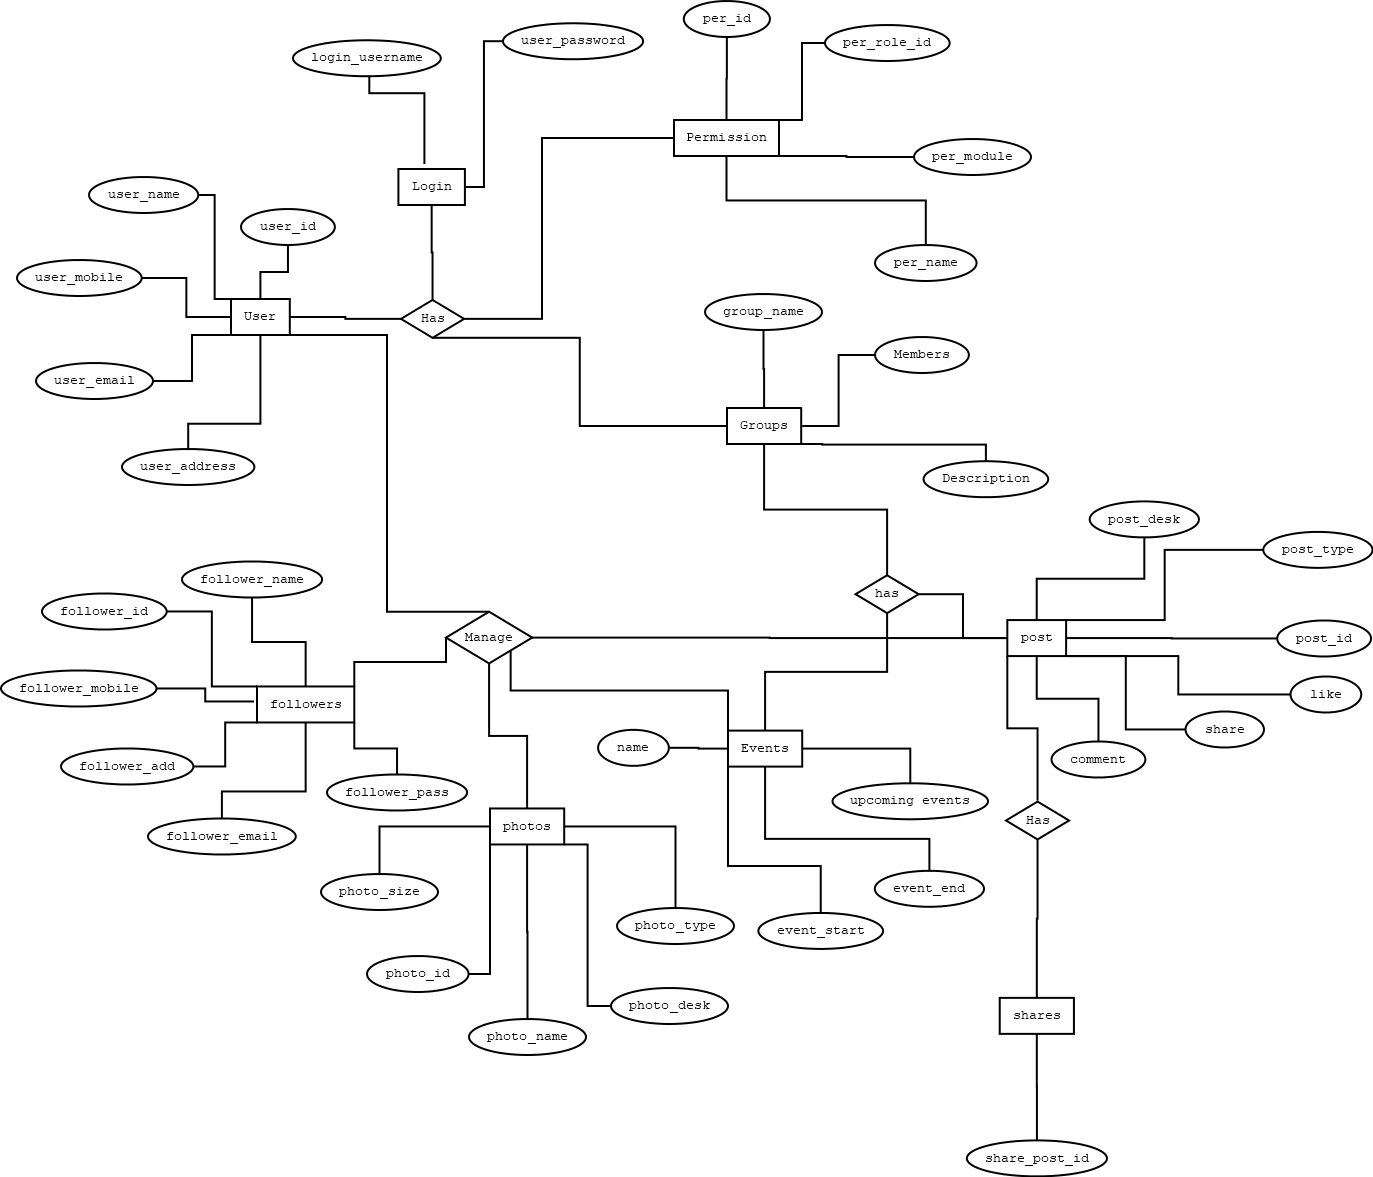 per_id
user_password
per_role_id
login_username
Permission
per_module
Login
user_name
user_id
per_name
user_mobile
group_name
User
Has
Members
user_email
Groups
user_address
Description
post_desk
post_type
follower_name
has
follower_id
Manage
post
post_id
follower_mobile
like
followers
share
name
Events
comment
follower_add
follower_pass
upcoming events
Has
photos
follower_email
event_end
photo_size
photo_type
event_start
photo_id
photo_desk
shares
photo_name
share_post_id